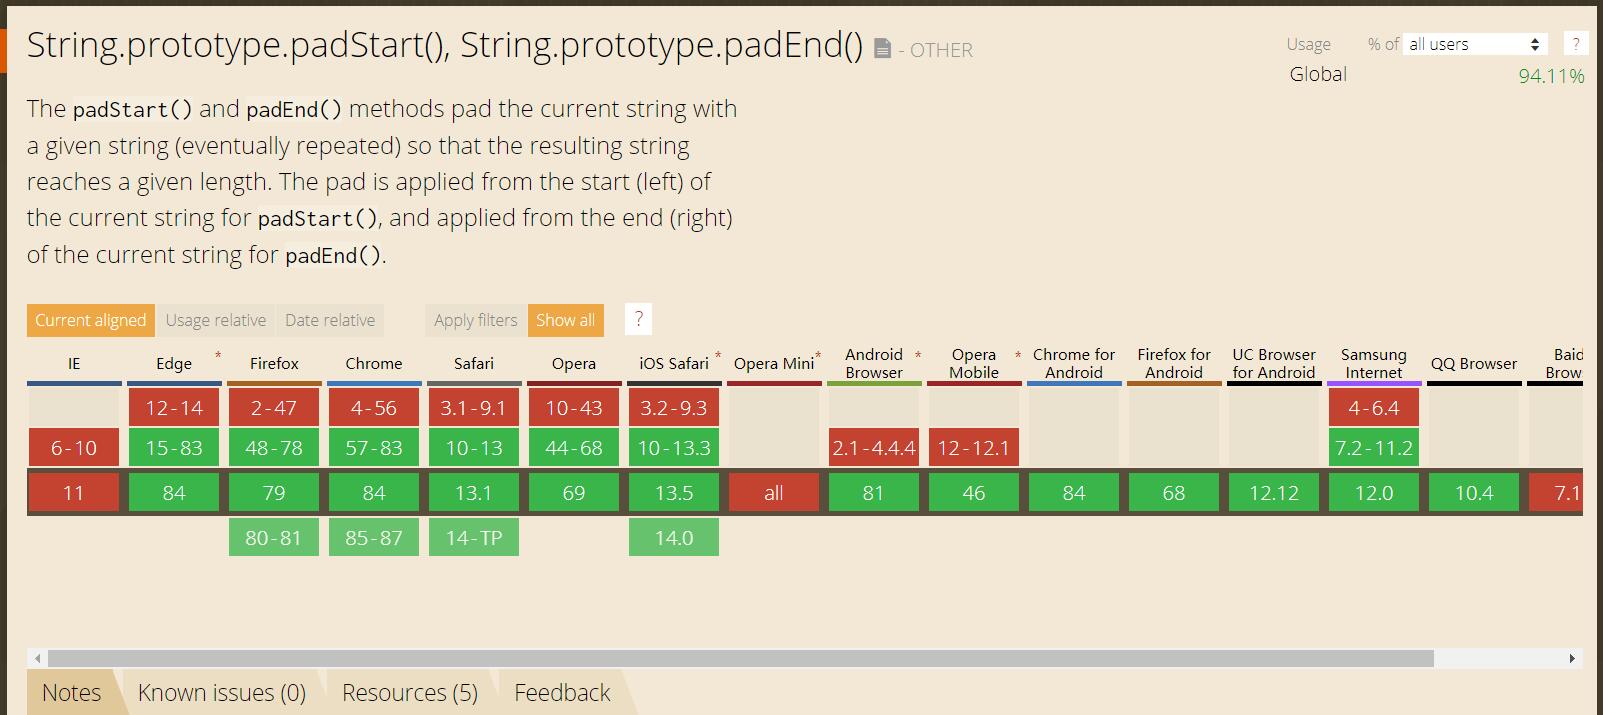 String.prototype.padStart(), String.prototype.padEnd() - OTHER
Usage % of all users ?
Global 94.11%
The padStart() and padEnd() methods pad the current string with
a given string (eventually repeated) so that the resulting string
reaches a given length. The pad is applied from the start (left) of
the current string for padStart(), and applied from the end (right)
of the current string for padEnd().
Current aligned Usage relative Date relative Apply filters Show all ?
IE Edge * Firefox Chrome Safari Opera iOS Safari * Opera Mini * Android Browser * Opera Mobile * Chrome for Android Firefox for Android UC Browser for Android Samsung Internet QQ Browser Baid Brow
12-14 2-47 4-56 3.1-9.1 10-43 3.2-9.3 4-6.4
6-10 15-83 48-78 57-83 10-13 44-68 10-13.3 2.1-4.4.4 12-12.1 7.2-11.2
11 84 79 84 13.1 69 13.5 all 81 46 84 68 12.12 12.0 10.4 7.1
80-81 85-87 14-TP 14.0
Notes Known issues (0) Resources (5) Feedback